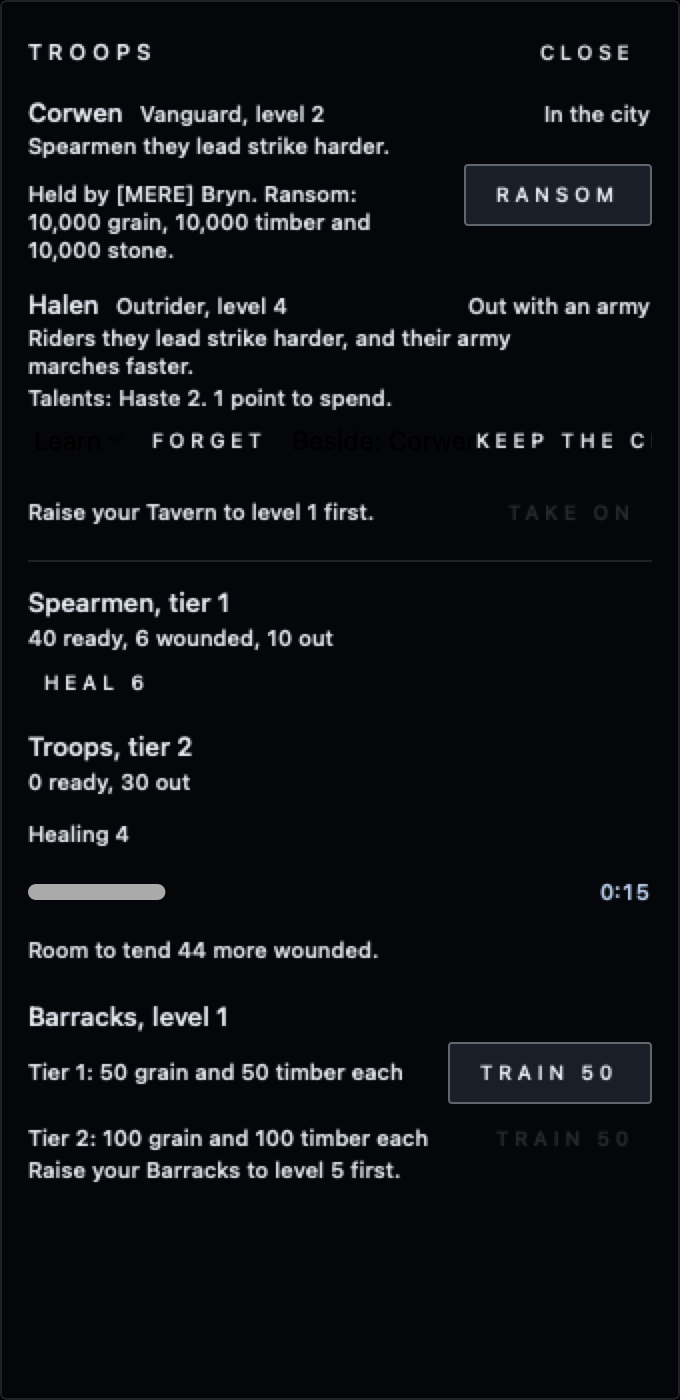 TROOPS CLOSE
Corwen Vanguard, level 2 In the city
Spearmen they lead strike harder.
Held by [MERE] Bryn. Ransom:
10,000 grain, 10,000 timber and
10,000 stone.
RANSOM
Halen Outrider, level 4 Out with an army
Riders they lead strike harder, and their army
marches faster.
Talents: Haste 2. 1 point to spend.
Learn FORGET Beside: Corwen KEEP THE
Raise your Tavern to level 1 first. TAKE ON
Spearmen, tier 1
40 ready, 6 wounded, 10 out
HEAL 6
Troops, tier 2
0 ready, 30 out
Healing 4
0:15
Room to tend 44 more wounded.
Barracks, level 1
Tier 1: 50 grain and 50 timber each TRAIN 50
Tier 2: 100 grain and 100 timber each TRAIN 50
Raise your Barracks to level 5 first.